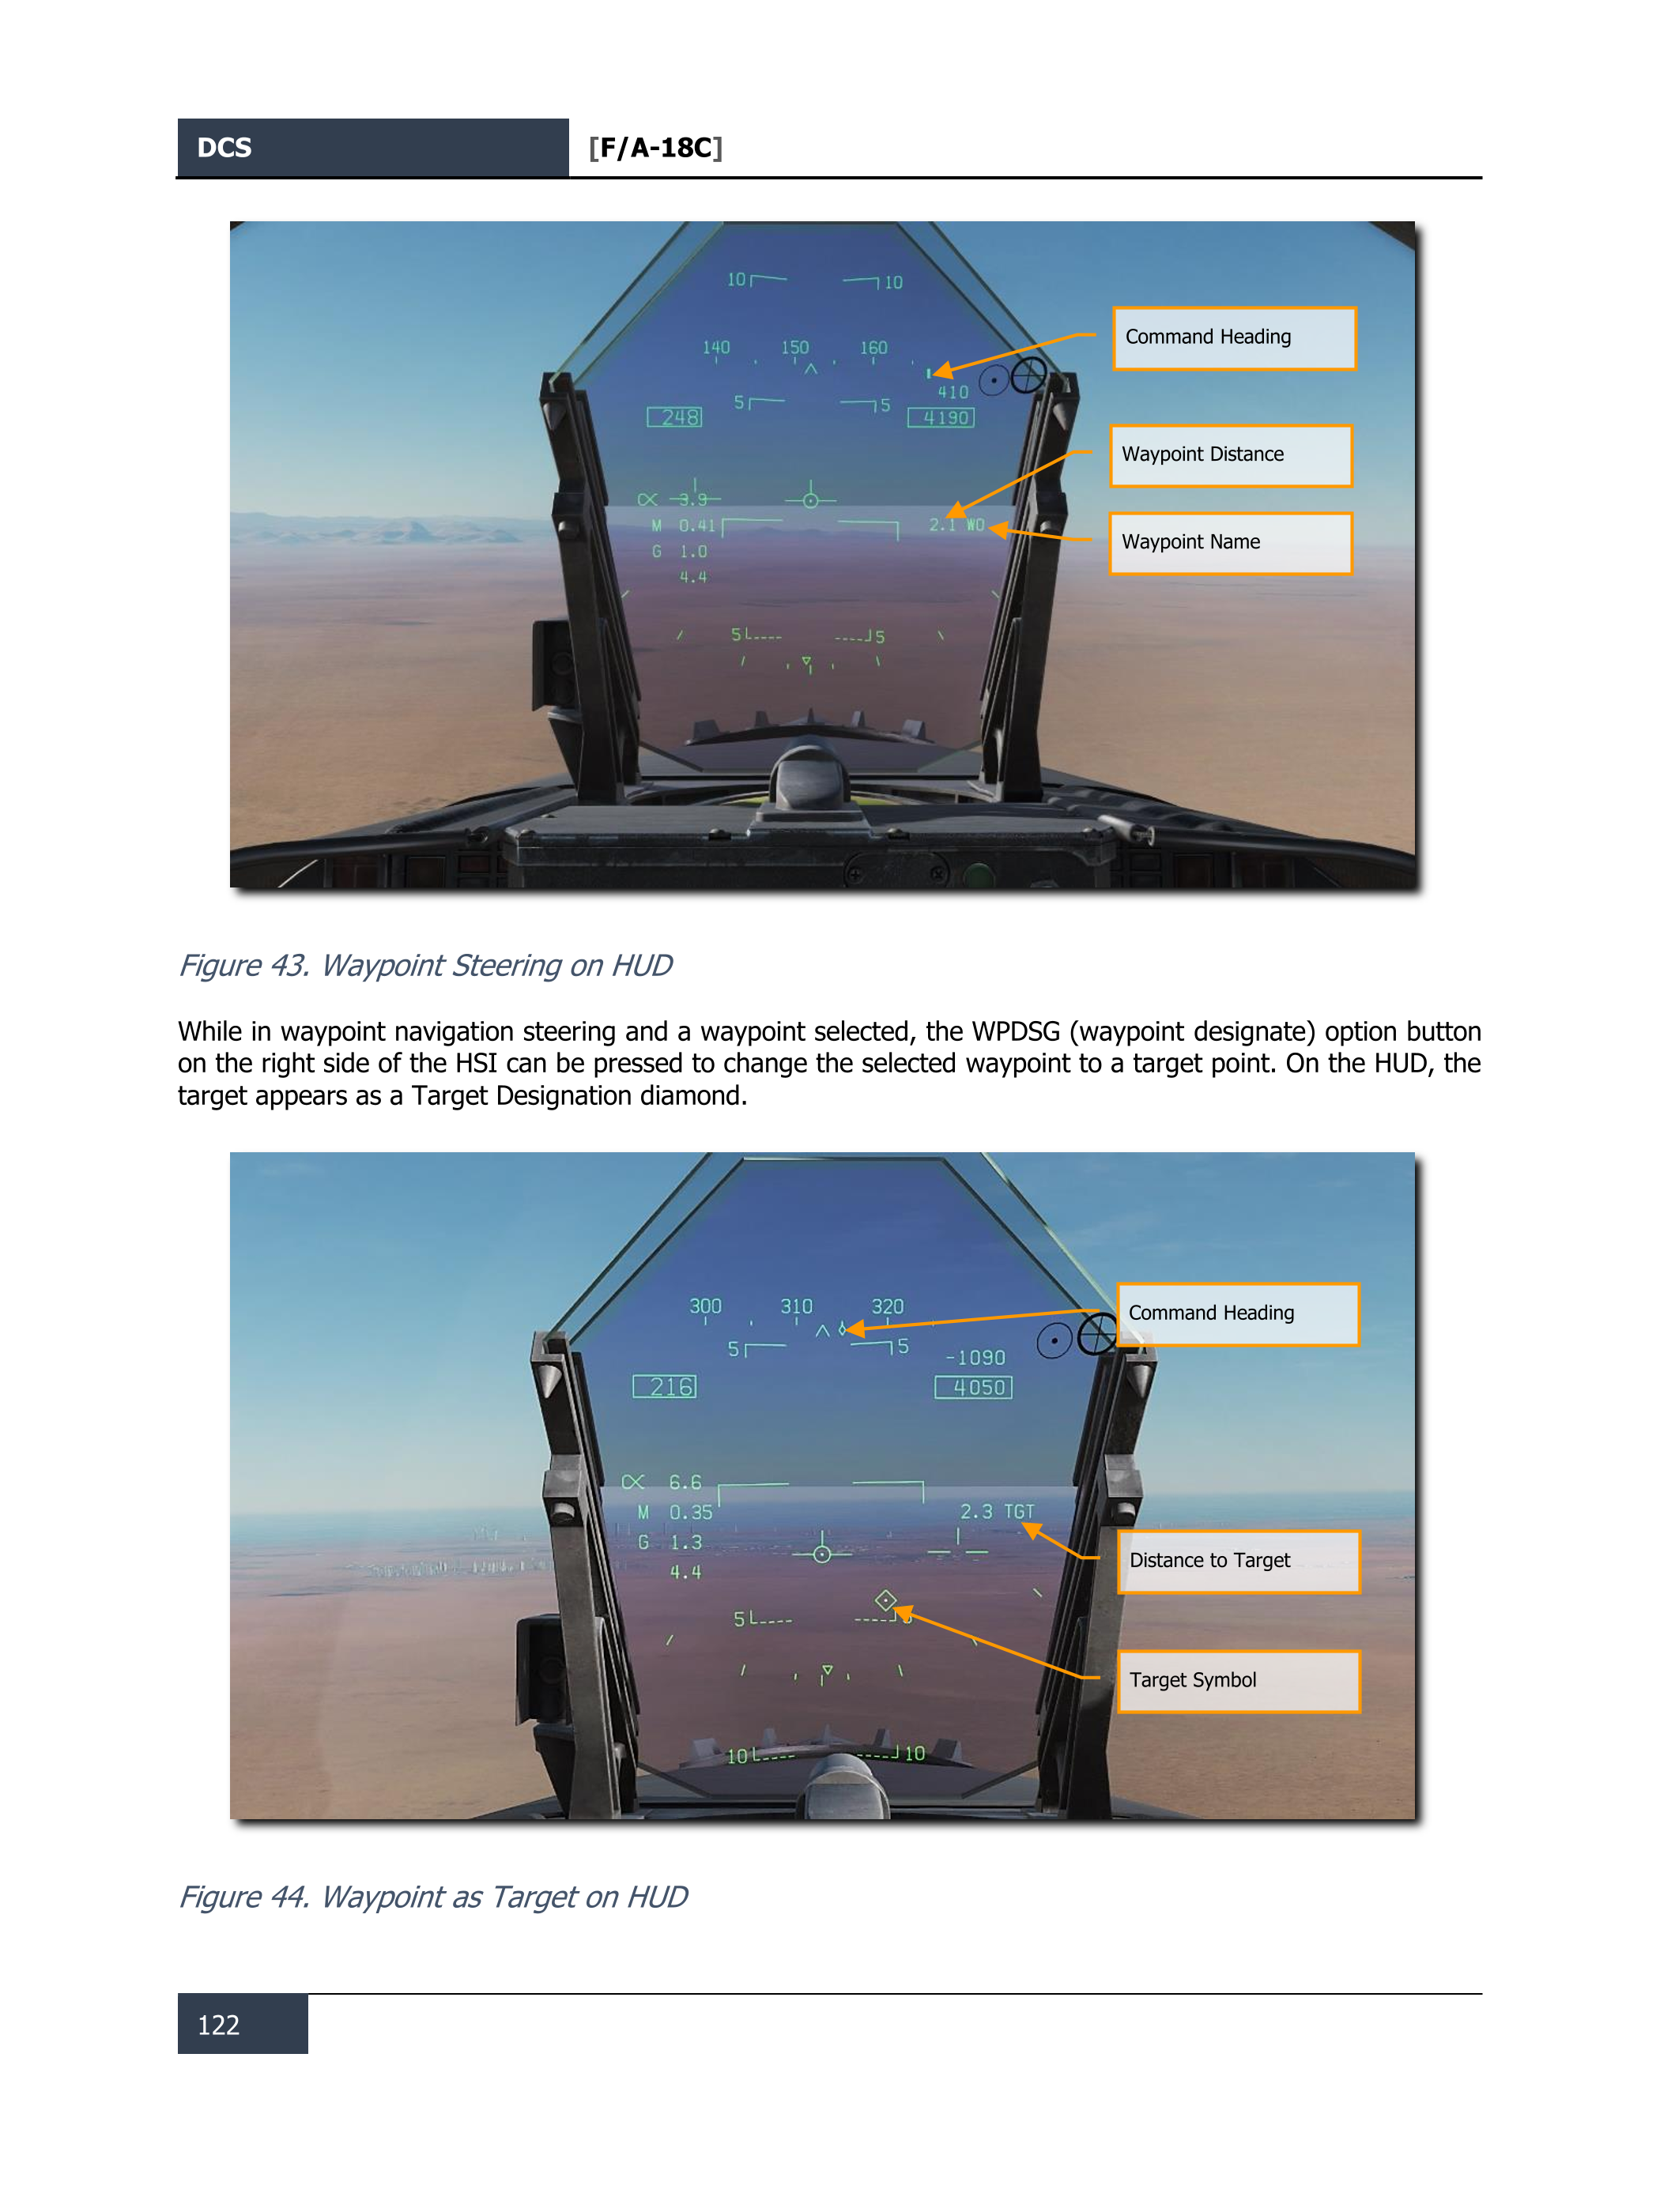 DCS [F/A-18C]
10 10
140 150 160
Command Heading
410
5 5
248 4190
Waypoint Distance
α 3.9
M 0.41 2.1 W0
Waypoint Name
G 1.0
4.4
5 5
Figure 43. Waypoint Steering on HUD
While in waypoint navigation steering and a waypoint selected, the WPDSG (waypoint designate) option button
on the right side of the HSI can be pressed to change the selected waypoint to a target point. On the HUD, the
target appears as a Target Designation diamond.
300 310 320
Command Heading
5 5
-1090
216 4050
α 6.6
M 0.35 2.3 TGT
G 1.3
Distance to Target
4.4
5
Target Symbol
10 10
Figure 44. Waypoint as Target on HUD
122